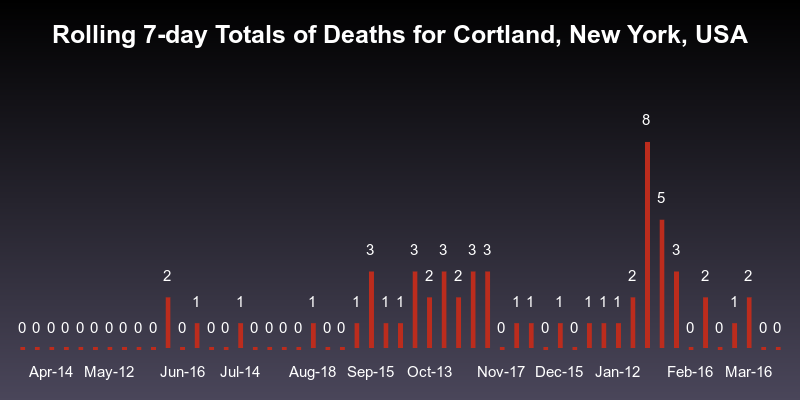 Rolling 7-day Totals of Deaths for Cortland, New York, USA
8
5
3 3 3 3 3 3
2 2 2 2 2 2
1 1 1 1 1 1 1 1 1 1 1 1 1
0 0 0 0 0 0 0 0 0 0 0 0 0 0 0 0 0 0 0 0 0 0 0 0 0 0
Apr-14 May-12 Jun-16 Jul-14 Aug-18 Sep-15 Oct-13 Nov-17 Dec-15 Jan-12 Feb-16 Mar-16